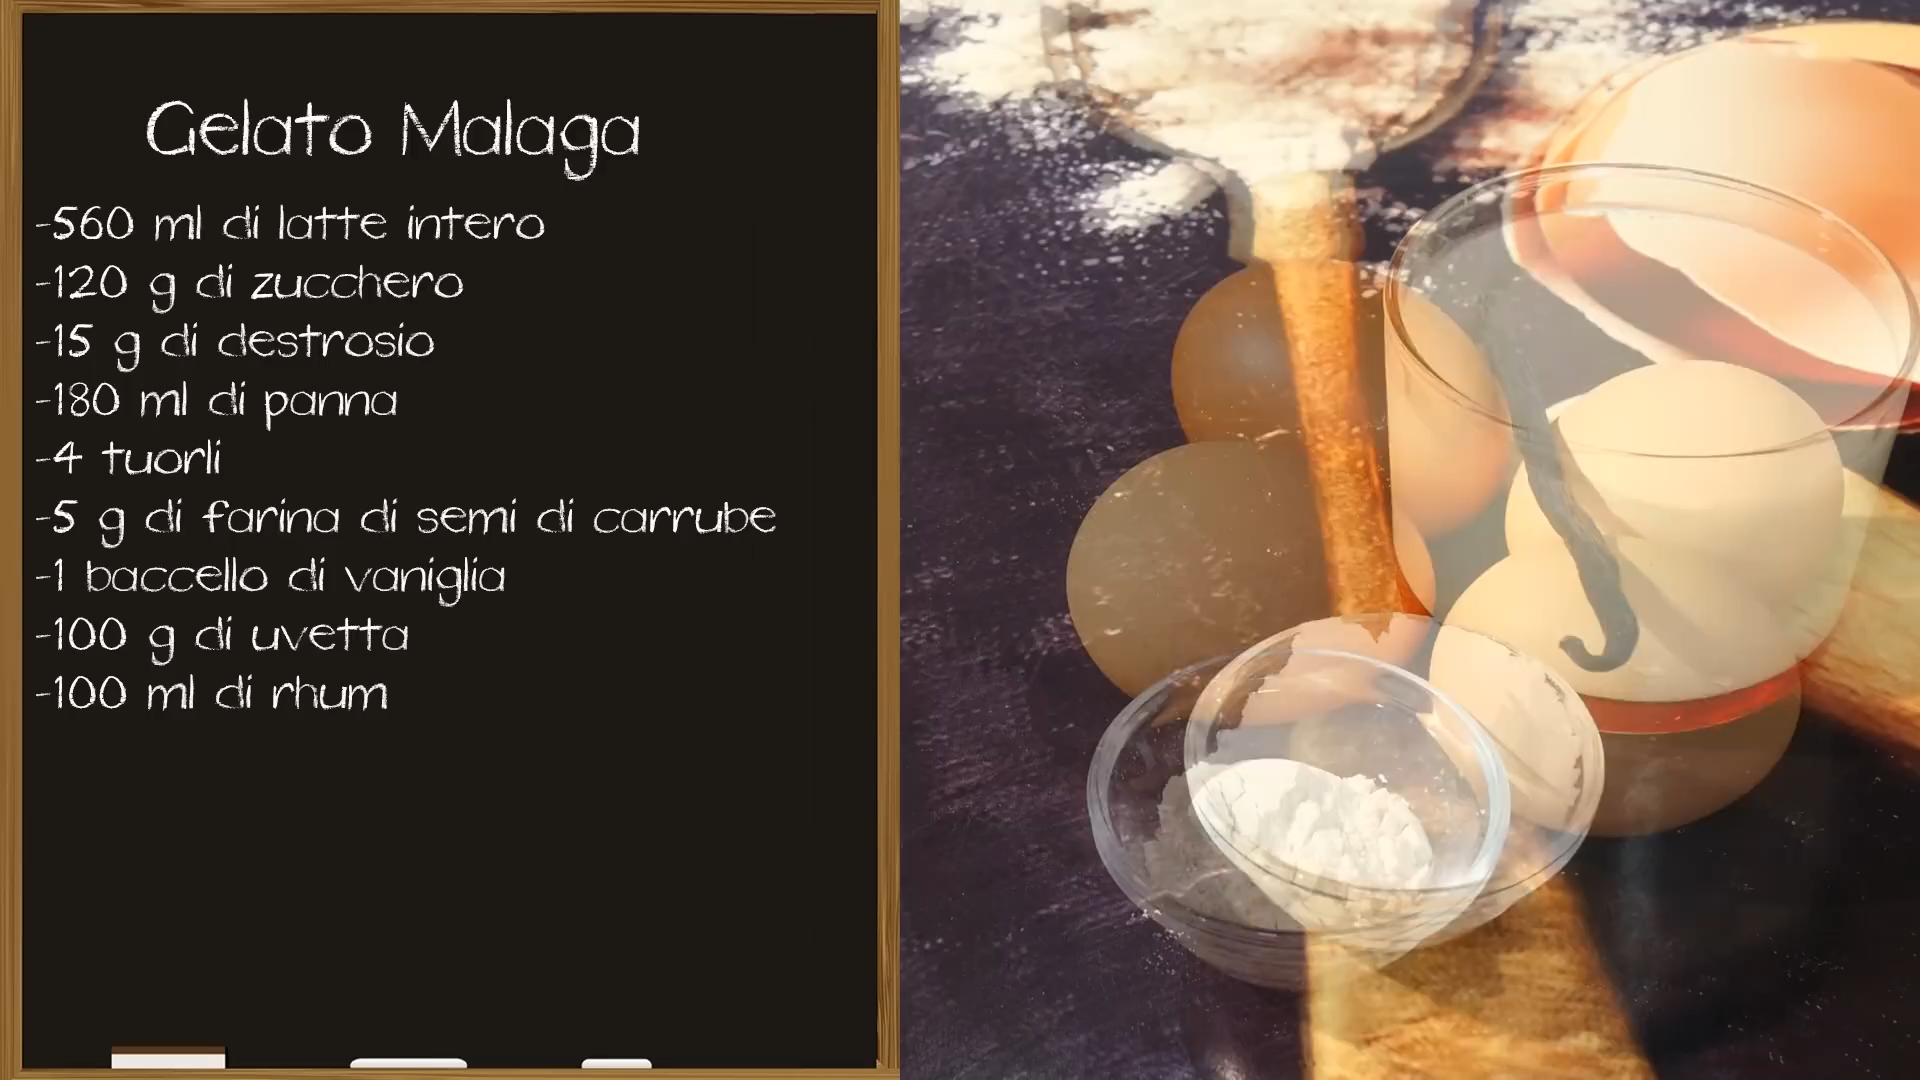 Gelato Malaga
-560 ml di latte intero
-120 g di zucchero
-15 g di destrosio
-180 ml di panna
-4 tuorli
-5 g di farina di semi di carrube
-1 baccello di vaniglia
-100 g di uvetta
-100 ml di rhum